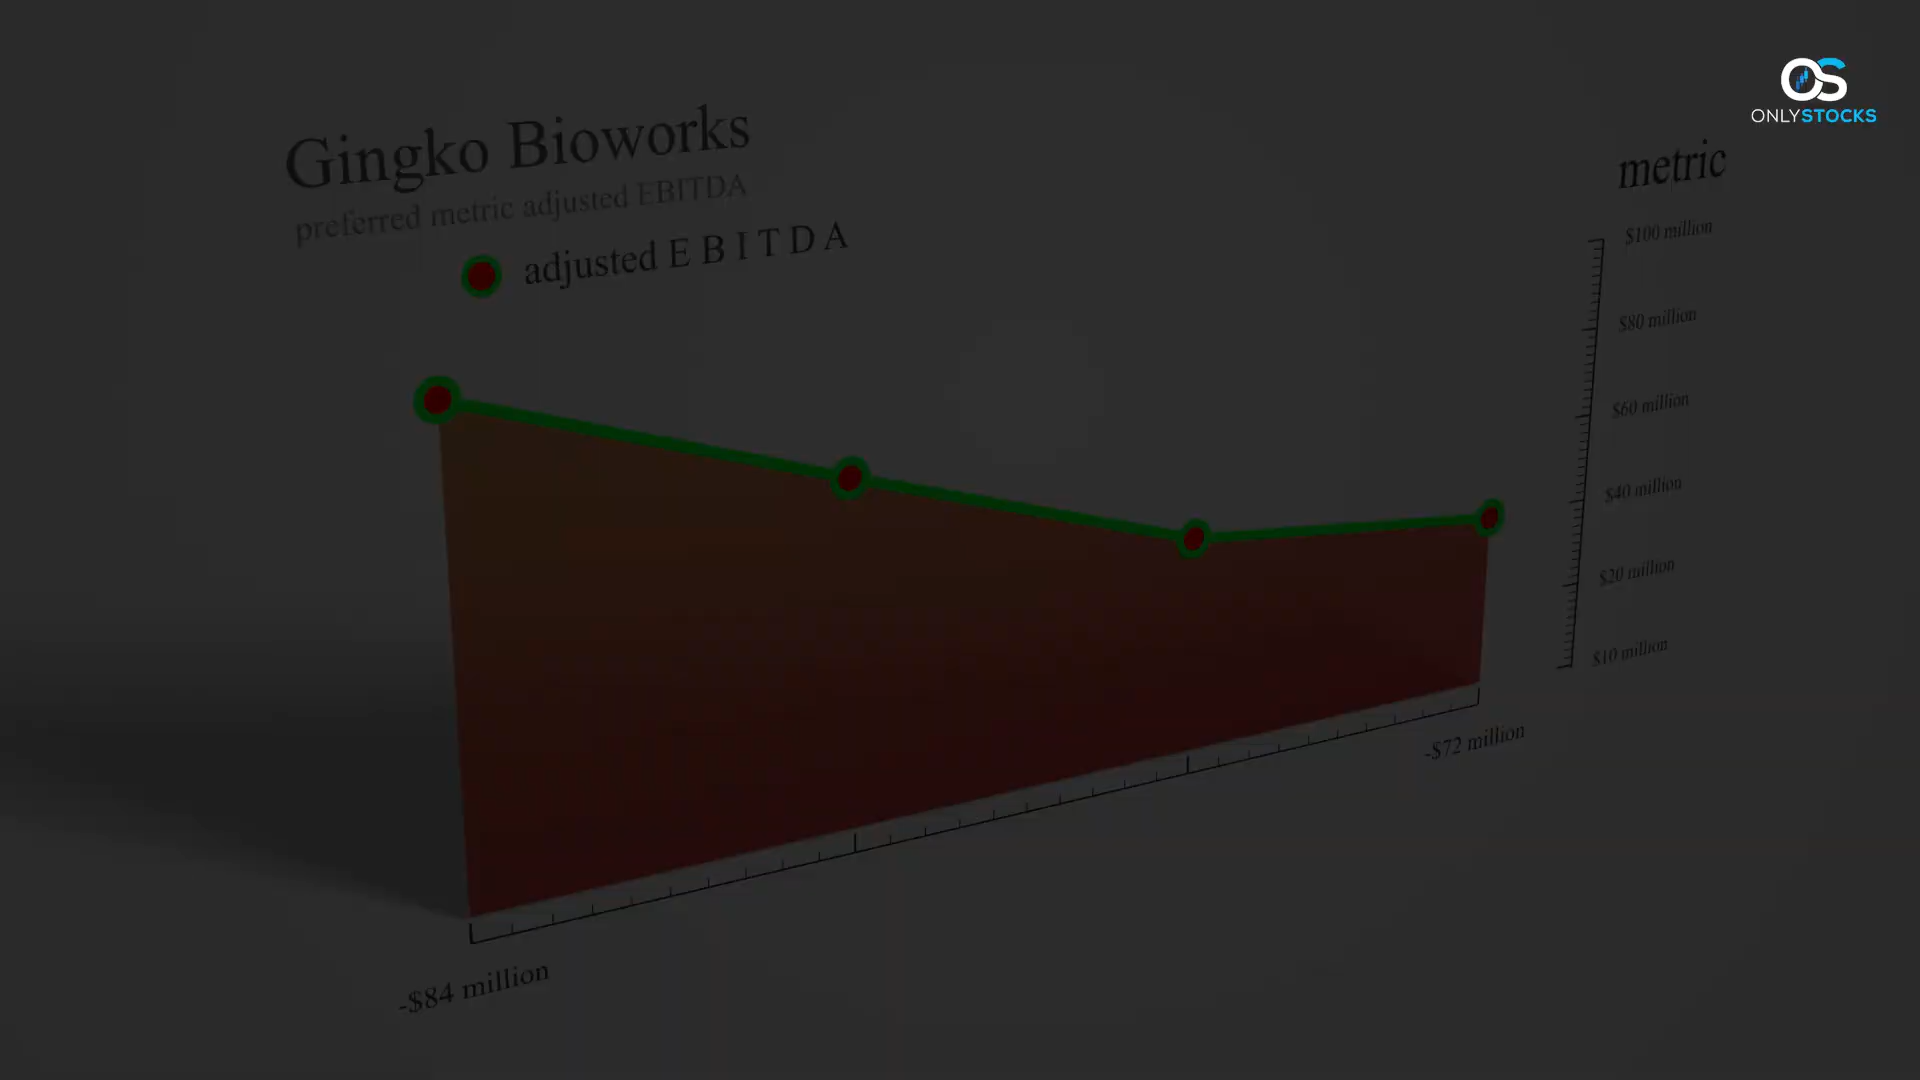 OS
ONLYSTOCKS
Gingko Bioworks
preferred metric adjusted EBITDA
adjusted E B I T D A
metric
$100 million
$80 million
$60 million
$40 million
$20 million
$10 million
-$72 million
-$84 million